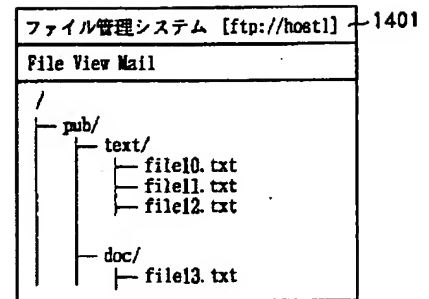 ファイル管理システム [ftp://host1]
1401
File View Mail
/
pub/
text/
file10.txt
file11.txt
file12.txt
doc/
file13.txt